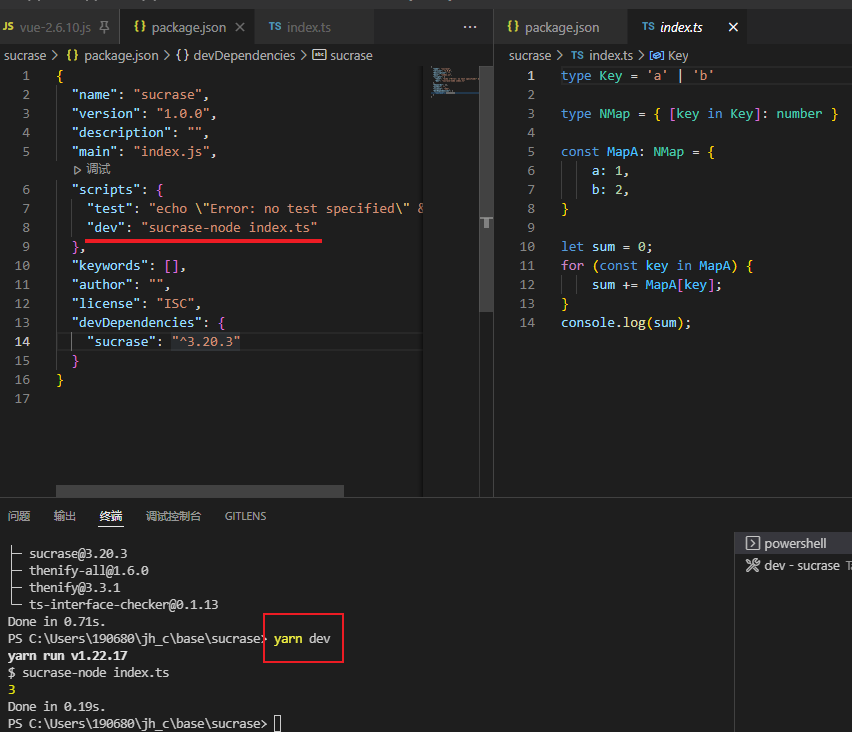 JS vue-2.6.10.js
{} package.json ×
TS index.ts
···
sucrase > {} package.json > {} devDependencies > abc sucrase
1 {
2 "name": "sucrase",
3 "version": "1.0.0",
4 "description": "",
5 "main": "index.js",
调试
6 "scripts": {
7 "test": "echo \"Error: no test specified\" &
8 "dev": "sucrase-node index.ts"
9 },
10 "keywords": [],
11 "author": "",
12 "license": "ISC",
13 "devDependencies": {
14 "sucrase": "^3.20.3"
15 }
16 }
17
{} package.json
TS index.ts ×
sucrase > TS index.ts > Key
1 type Key = 'a' | 'b'
2
3 type NMap = { [key in Key]: number }
4
5 const MapA: NMap = {
6 a: 1,
7 b: 2,
8 }
9
10 let sum = 0;
11 for (const key in MapA) {
12 sum += MapA[key];
13 }
14 console.log(sum);
问题 输出 终端 调试控制台 GITLENS
├─ sucrase@3.20.3
├─ thenify-all@1.6.0
├─ thenify@3.3.1
└─ ts-interface-checker@0.1.13
Done in 0.71s.
PS C:\Users\190680\jh_c\base\sucrase> yarn dev
yarn run v1.22.17
$ sucrase-node index.ts
3
Done in 0.19s.
PS C:\Users\190680\jh_c\base\sucrase>
powershell
dev - sucrase